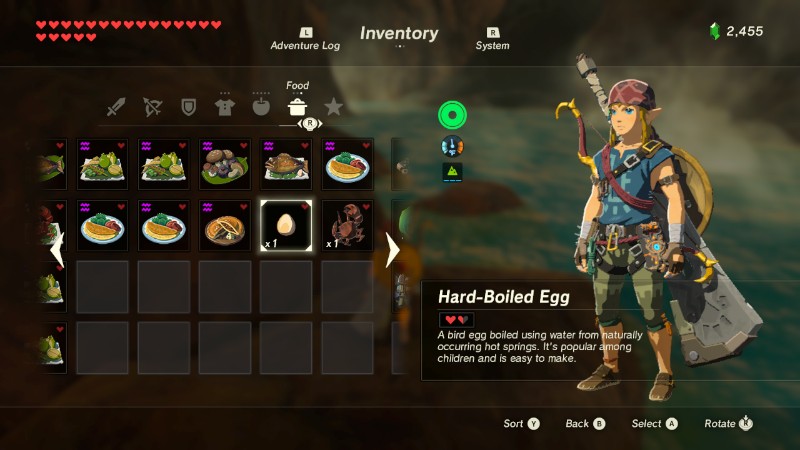 L
R
Inventory
2,455
Adventure Log
System
Food
R
x1
x1
Hard-Boiled Egg
A bird egg boiled using water from naturally
occurring hot springs. It's popular among
children and is easy to make.
Sort Y
Back B
Select A
Rotate R